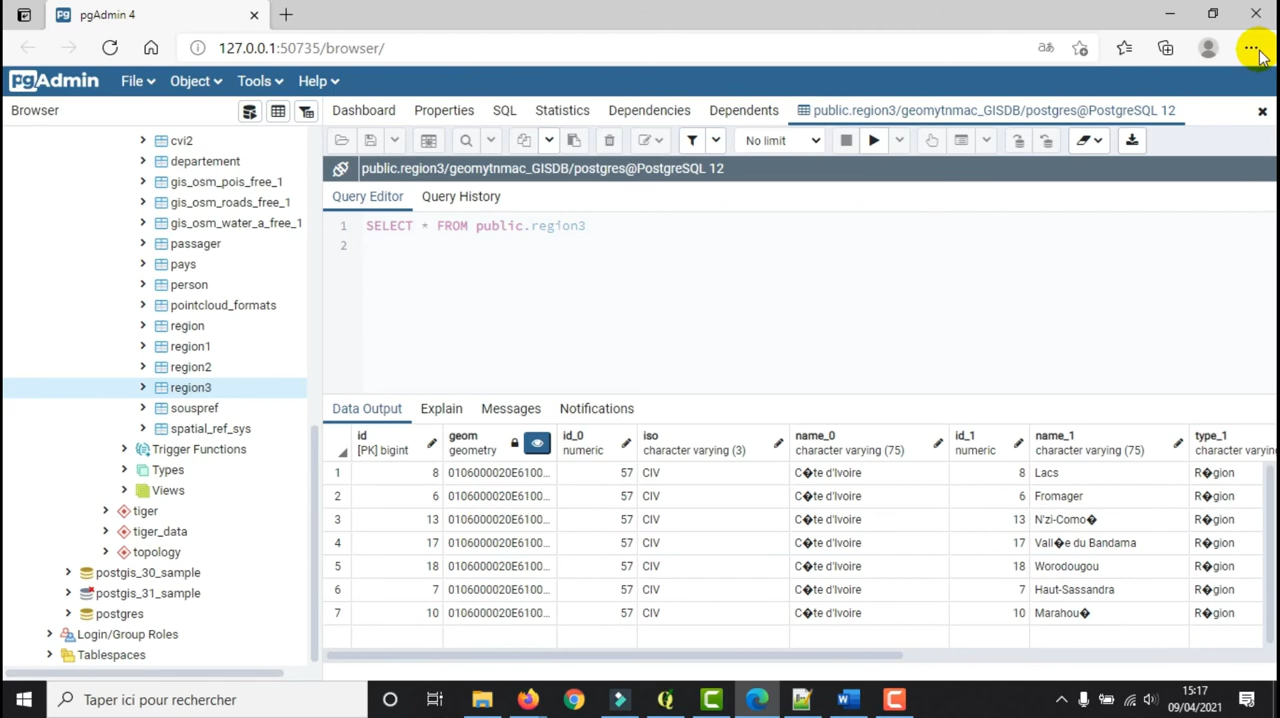 pgAdmin 4
127.0.0.1:50735/browser/
pgAdmin File Object Tools Help
Browser
Dashboard Properties SQL Statistics Dependencies Dependents public.region3/geomytnmac_GISDB/postgres@PostgreSQL 12
No limit
public.region3/geomytnmac_GISDB/postgres@PostgreSQL 12
Query Editor Query History
1 SELECT * FROM public.region3
2
cvi2
departement
gis_osm_pois_free_1
gis_osm_roads_free_1
gis_osm_water_a_free_1
passager
pays
person
pointcloud_formats
region
region1
region2
region3
souspref
spatial_ref_sys
Trigger Functions
Types
Views
tiger
tiger_data
topology
postgis_30_sample
postgis_31_sample
postgres
Login/Group Roles
Tablespaces
Data Output Explain Messages Notifications
id geom id_0 iso name_0 id_1 name_1 type_1
[PK] bigint geometry numeric character varying (3) character varying (75) numeric character varying (75) character varying
1 8 0106000020E6100... 57 CIV C�te d'Ivoire 8 Lacs R�gion
2 6 0106000020E6100... 57 CIV C�te d'Ivoire 6 Fromager R�gion
3 13 0106000020E6100... 57 CIV C�te d'Ivoire 13 N'zi-Como� R�gion
4 17 0106000020E6100... 57 CIV C�te d'Ivoire 17 Vall�e du Bandama R�gion
5 18 0106000020E6100... 57 CIV C�te d'Ivoire 18 Worodougou R�gion
6 7 0106000020E6100... 57 CIV C�te d'Ivoire 7 Haut-Sassandra R�gion
7 10 0106000020E6100... 57 CIV C�te d'Ivoire 10 Marahou� R�gion
Taper ici pour rechercher
15:17
09/04/2021